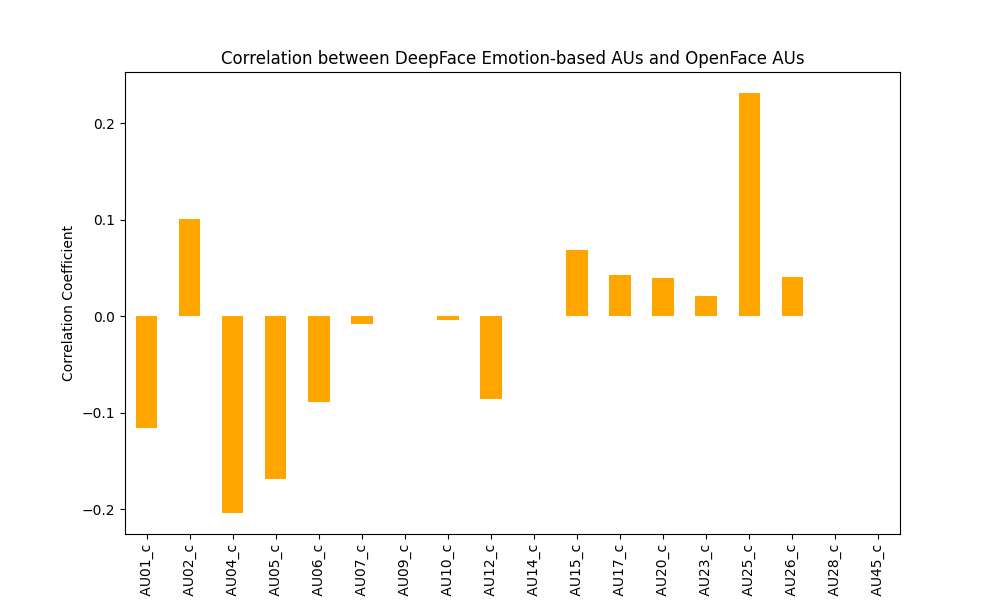 Correlation between DeepFace Emotion-based AUs and OpenFace AUs
Correlation Coefficient
0.2
0.1
0.0
−0.1
−0.2
AU01_c
AU02_c
AU04_c
AU05_c
AU06_c
AU07_c
AU09_c
AU10_c
AU12_c
AU14_c
AU15_c
AU17_c
AU20_c
AU23_c
AU25_c
AU26_c
AU28_c
AU45_c